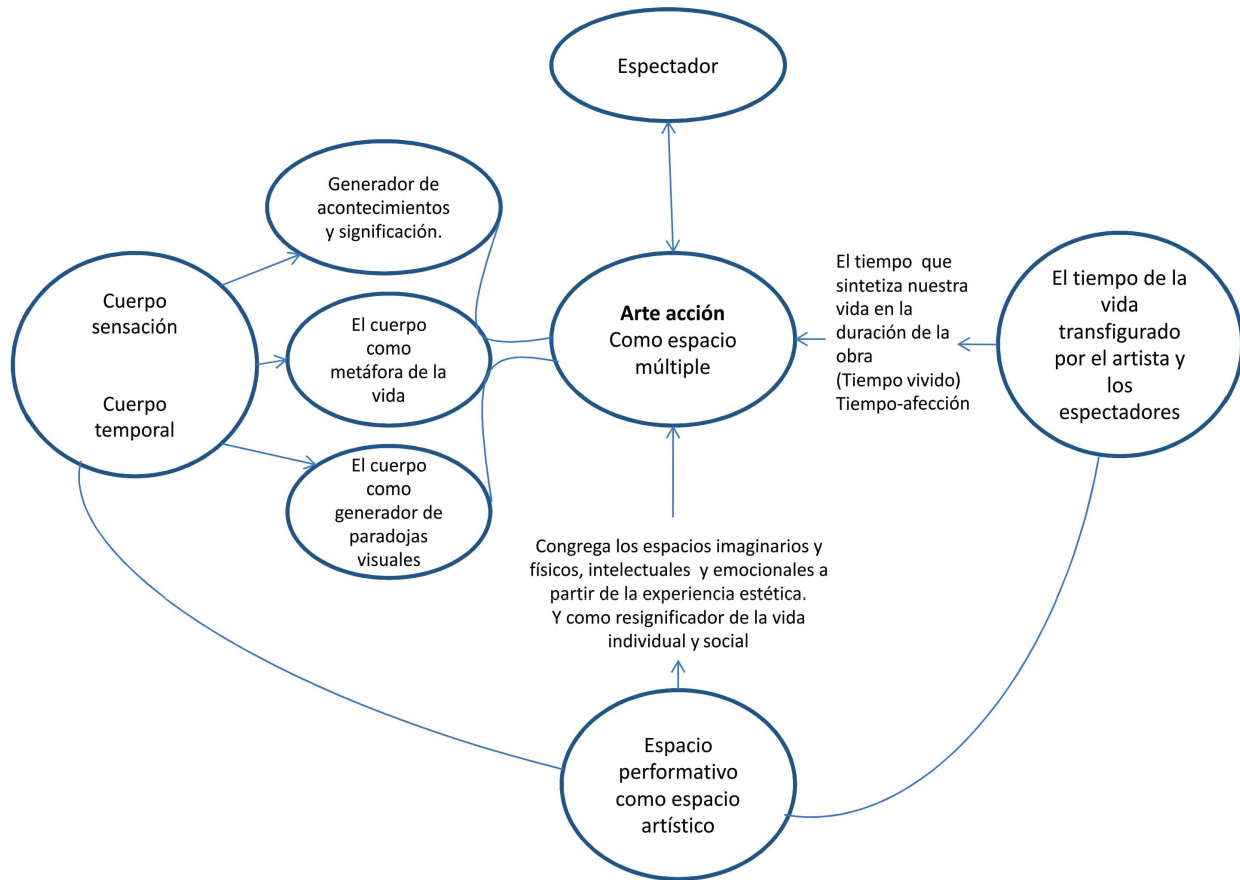 Espectador
Generador de
acontecimientos
y significación.
Cuerpo
sensación
Cuerpo
temporal
El cuerpo
como
metáfora de la
vida
El cuerpo
como
generador de
paradojas
visuales
Arte acción
Como espacio
múltiple
El tiempo que
sintetiza nuestra
vida en la
duración de la
obra
(Tiempo vivido)
Tiempo-afección
El tiempo de la
vida
transfigurado
por el artista y
los
espectadores
Congrega los espacios imaginarios y
físicos, intelectuales y emocionales a
partir de la experiencia estética.
Y como resignificador de la vida
individual y social
Espacio
performativo
como espacio
artístico